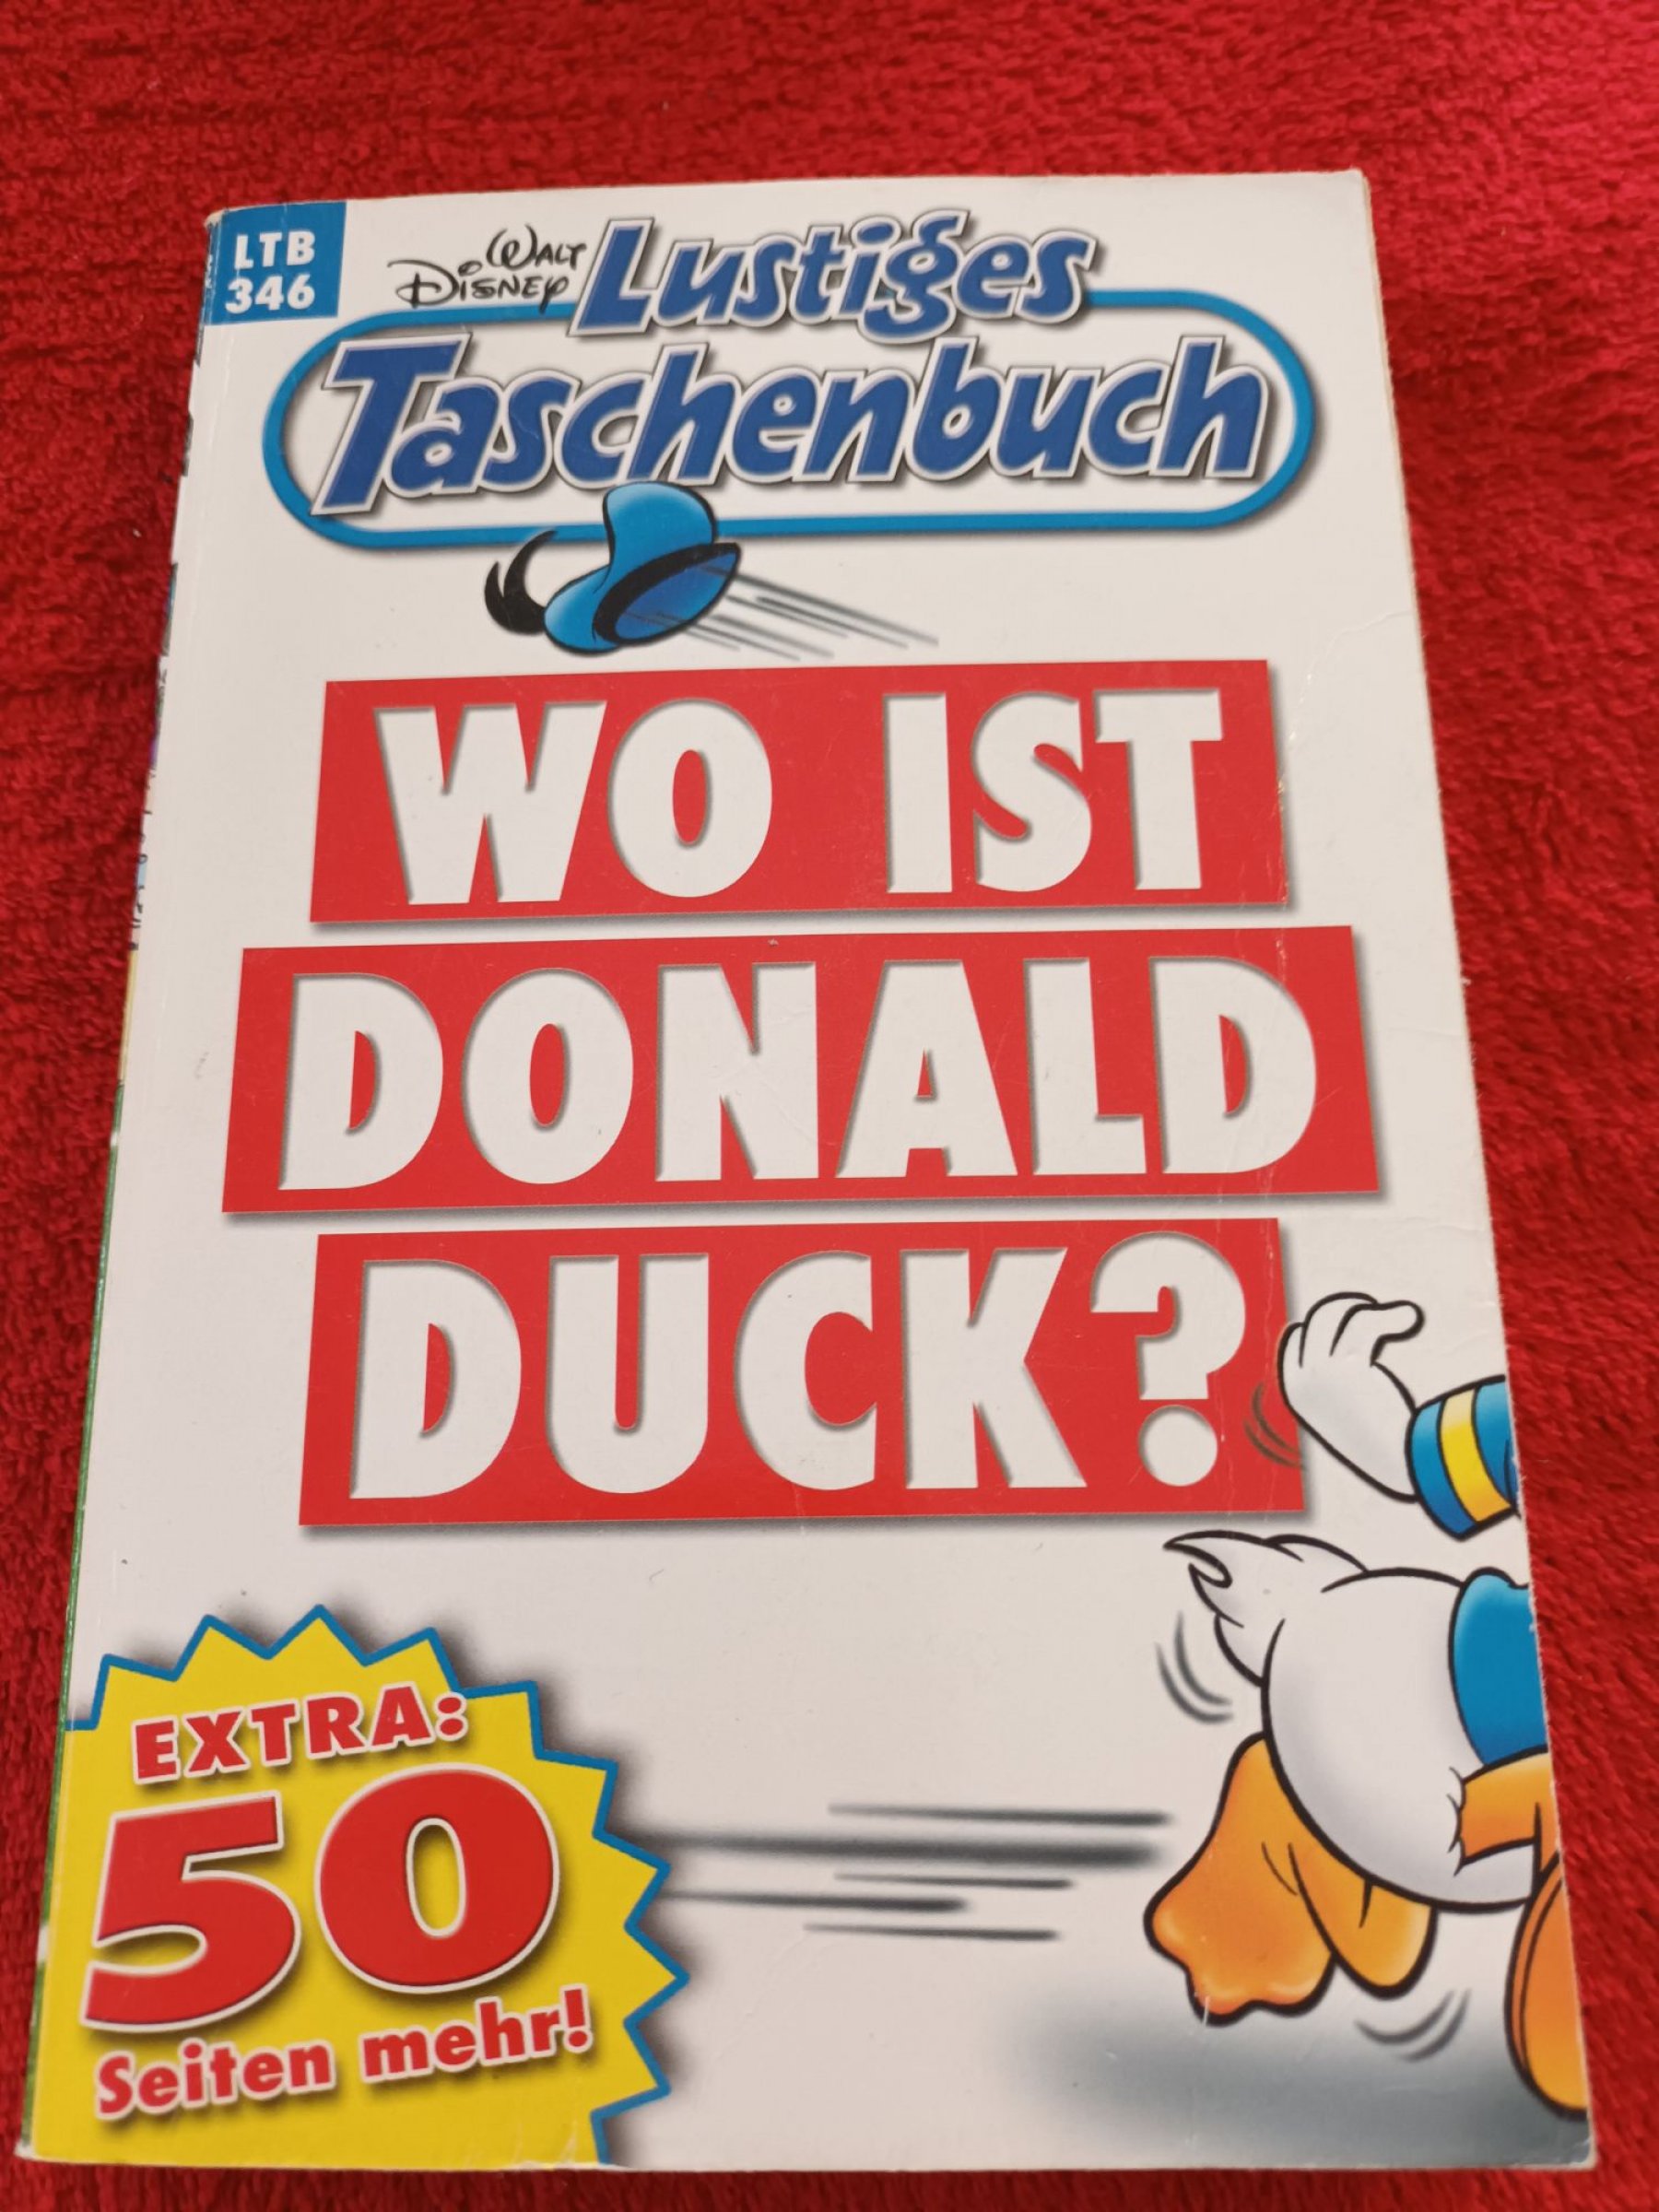 LTB
346
WALT DISNEY
Lustiges
Taschenbuch
WO IST
DONALD
DUCK?
EXTRA:
50
Seiten mehr!